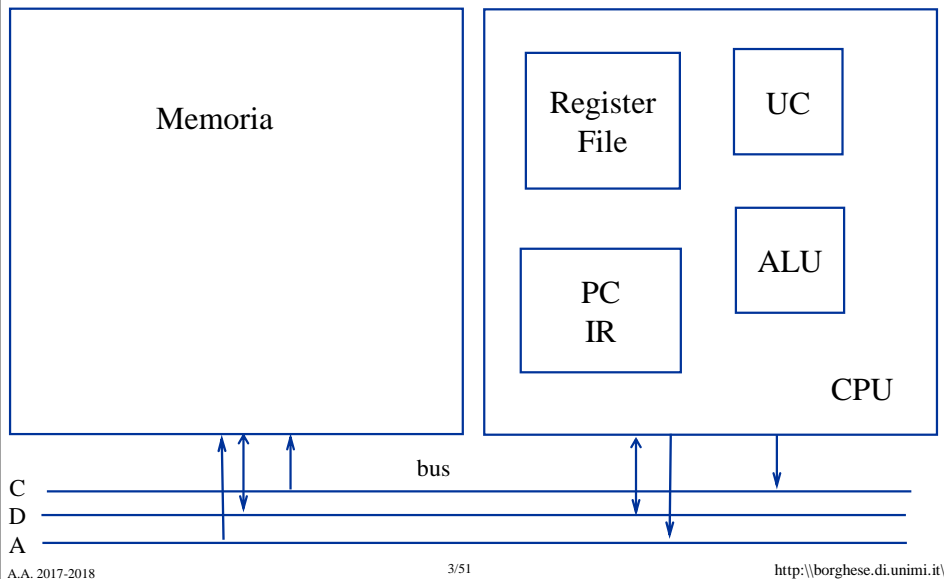 Memoria
Register
File
UC
PC
IR
ALU
CPU
bus
C
D
A
A.A. 2017-2018
3/51
http:\\borghese.di.unimi.it\